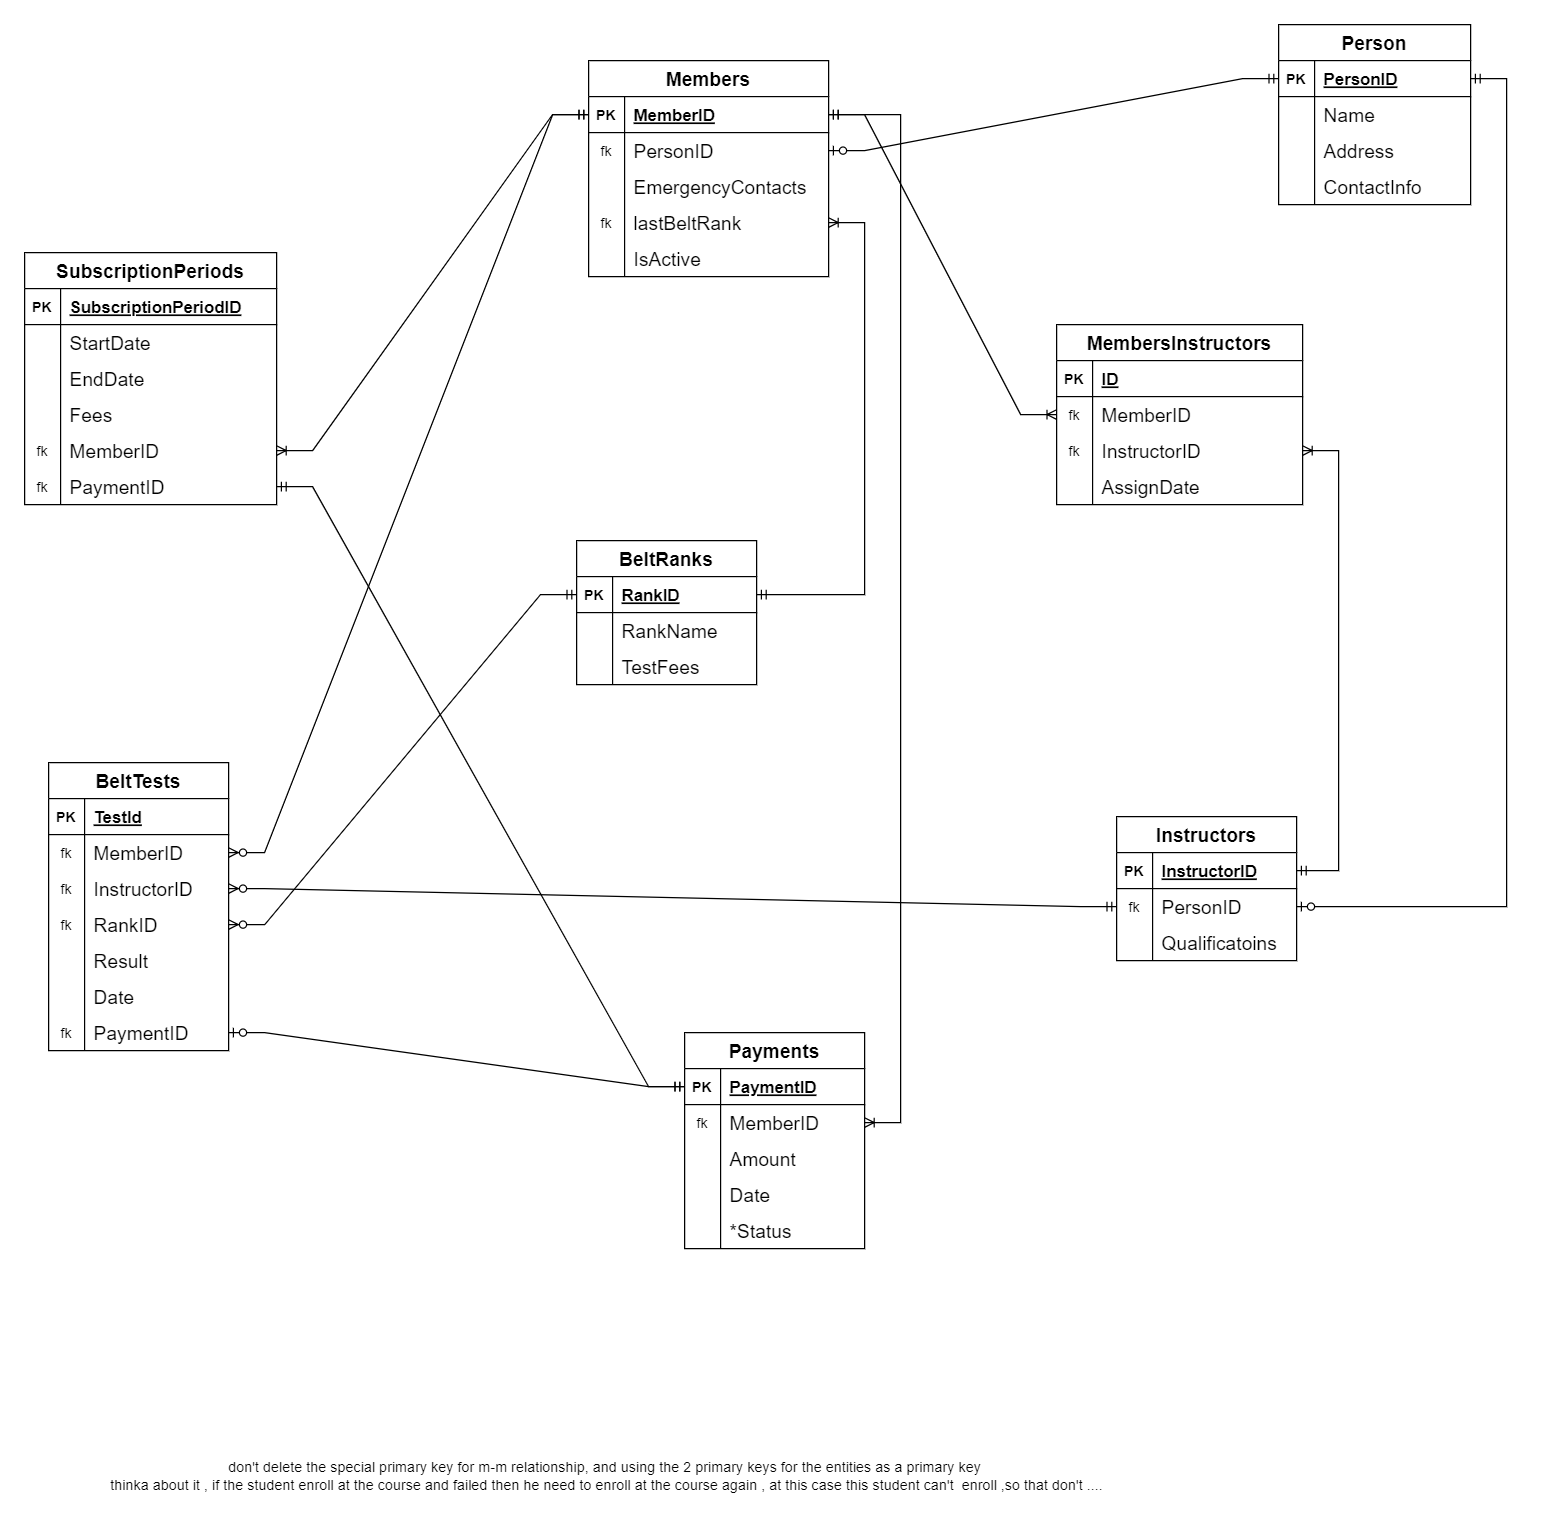 Person
PK PersonID
Name
Address
ContactInfo
Members
PK MemberID
fk PersonID
EmergencyContacts
fk lastBeltRank
IsActive
SubscriptionPeriods
PK SubscriptionPeriodID
StartDate
EndDate
Fees
fk MemberID
fk PaymentID
MembersInstructors
PK ID
fk MemberID
fk InstructorID
AssignDate
BeltRanks
PK RankID
RankName
TestFees
BeltTests
PK TestId
fk MemberID
fk InstructorID
fk RankID
Result
Date
fk PaymentID
Instructors
PK InstructorID
fk PersonID
Qualificatoins
Payments
PK PaymentID
fk MemberID
Amount
Date
*Status
don't delete the special primary key for m-m relationship, and using the 2 primary keys for the entities as a primary key
thinka about it , if the student enroll at the course and failed then he need to enroll at the course again , at this case this student can't  enroll ,so that don't ....